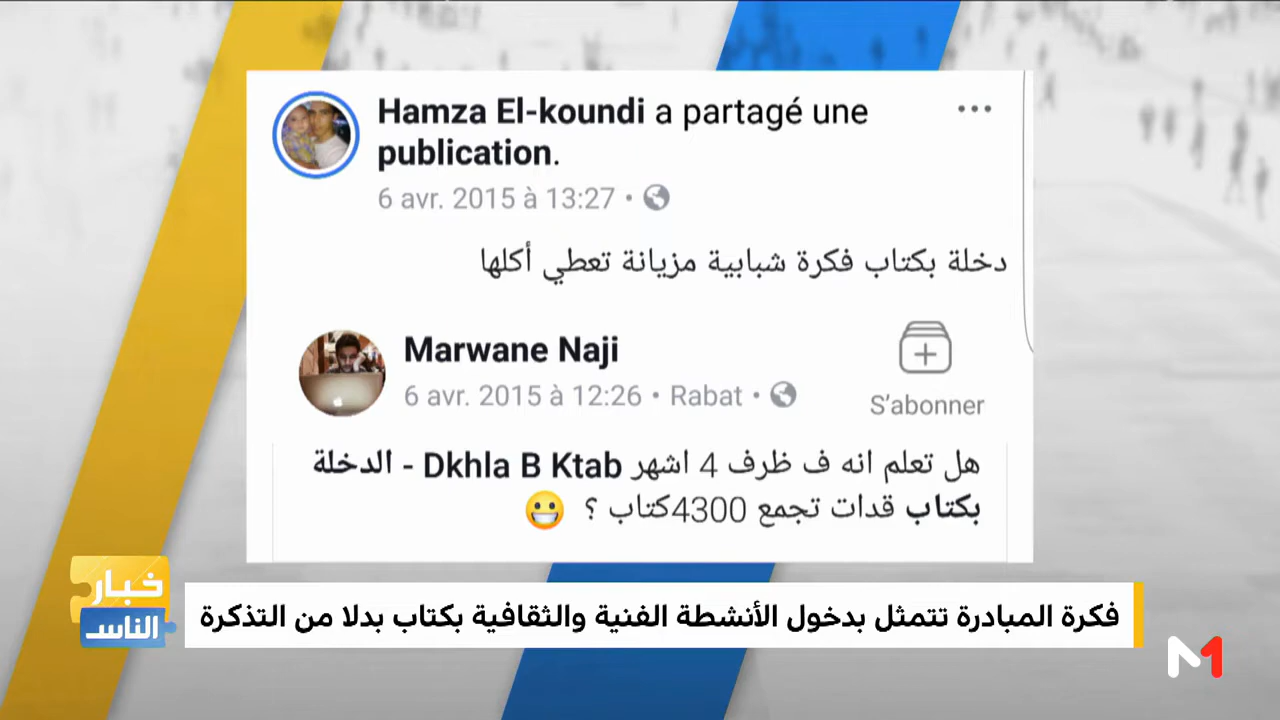 Hamza El-koundi a partagé une
publication.
6 avr. 2015 à 13:27 •
دخلة بكتاب فكرة شبابية مزيانة تعطي أكلها
Marwane Naji
6 avr. 2015 à 12:26 • Rabat •
S'abonner
هل تعلم انه ف ظرف 4 اشهر Dkhla B Ktab - الدخلة
بكتاب قدات تجمع 4300كتاب ؟ 😀
خبار
الناس
فكرة المبادرة تتمثل بدخول الأنشطة الفنية والثقافية بكتاب بدلا من التذكرة
M1